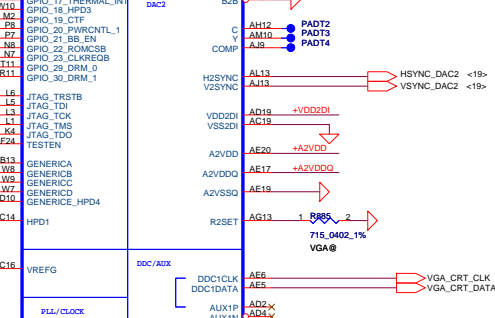 GPIO_17_THERMAL_INT
DAC2
B2B
W10
GPIO_18_HPD3
M2
GPIO_19_CTF
P8
GPIO_20_PWRCNTL_1
P7
GPIO_21_BB_EN
N8
GPIO_22_ROMCSB
N7
GPIO_23_CLKREQB
T11
GPIO_29_DRM_0
R11
GPIO_30_DRM_1
C AH12 PADT2
Y AM10 PADT3
COMP AJ9 PADT4
H2SYNC AL13 HSYNC_DAC2 <19>
V2SYNC AJ13 VSYNC_DAC2 <19>
L6 JTAG_TRSTB
L5 JTAG_TDI
L3 JTAG_TCK
L1 JTAG_TMS
K4 JTAG_TDO
F24 TESTEN
VDD2DI AD19 +VDD2DI
VSS2DI AC19
A2VDD AE20 +A2VDD
A2VDDQ AE17 +A2VDDQ
A2VSSQ AE19
B13 GENERICA
W8 GENERICB
W9 GENERICC
W7 GENERICD
D10 GENERICE_HPD4
C14 HPD1
R2SET AG13 1 R885 2
715_0402_1%
VGA@
C16 VREFG
DDC/AUX
DDC1CLK AE6 VGA_CRT_CLK
DDC1DATA AE5 VGA_CRT_DATA
AUX1P AD2
AUX1N AD4
PLL/CLOCK